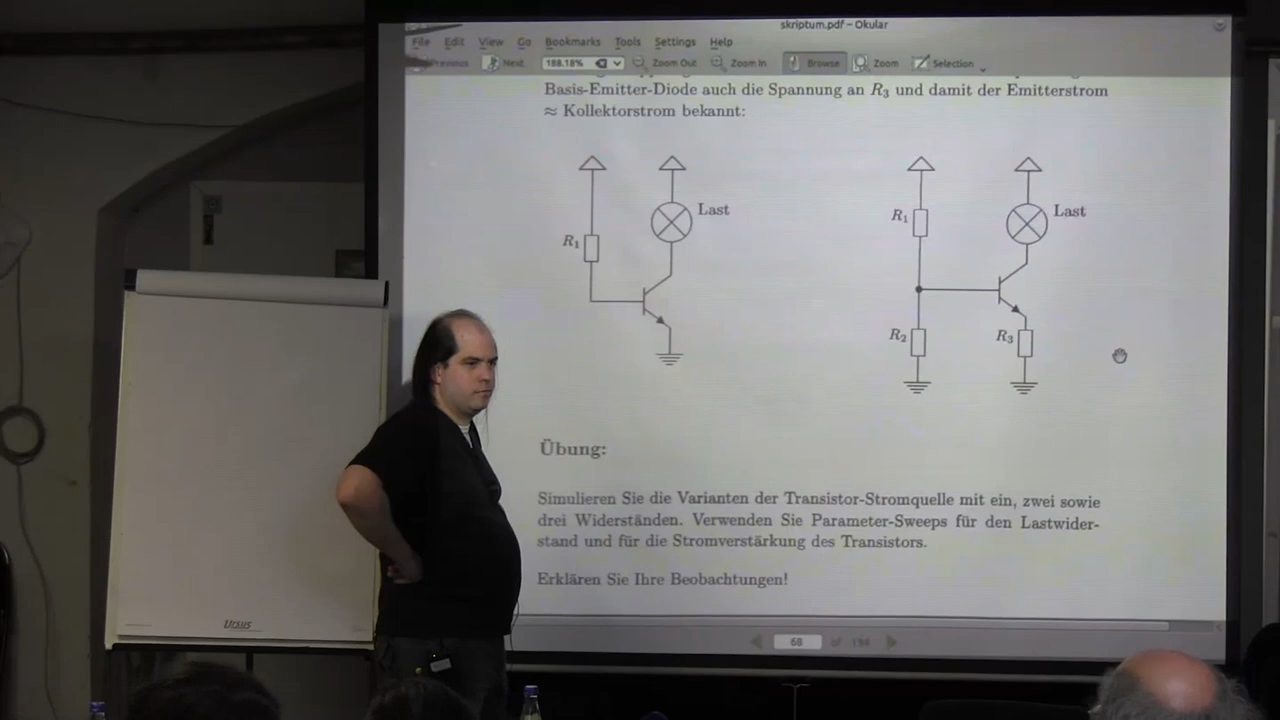 skriptum.pdf – Okular
File Edit View Go Bookmarks Tools Settings Help
Previous Next 188.18% Zoom Out Zoom In Browse Zoom Selection
Basis-Emitter-Diode auch die Spannung an R3 und damit der Emitterstrom
≈ Kollektorstrom bekannt:
Last
R1
R1
Last
R2
R3
Übung:
Simulieren Sie die Varianten der Transistor-Stromquelle mit ein, zwei sowie
drei Widerständen. Verwenden Sie Parameter-Sweeps für den Lastwider-
stand und für die Stromverstärkung des Transistors.
Erklären Sie Ihre Beobachtungen!
68 of 194
Ursus